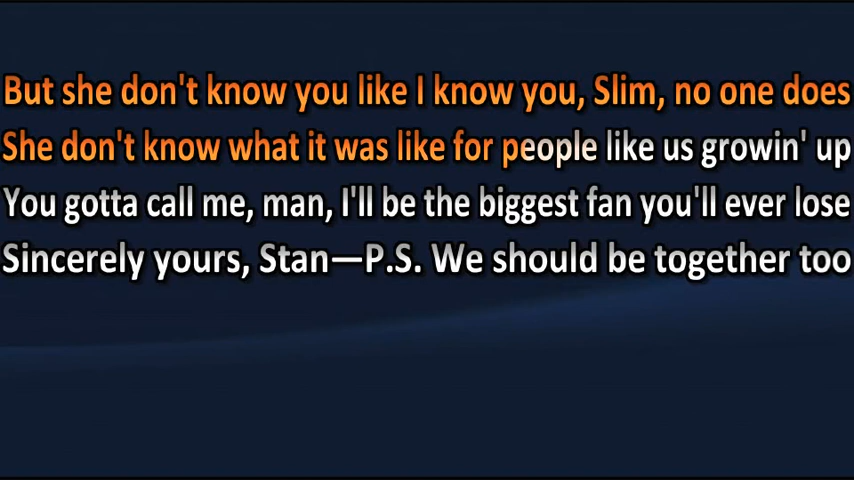 But she don't know you like I know you, Slim, no one does
She don't know what it was like for people like us growin' up
You gotta call me, man, I'll be the biggest fan you'll ever lose
Sincerely yours, Stan—P.S. We should be together too